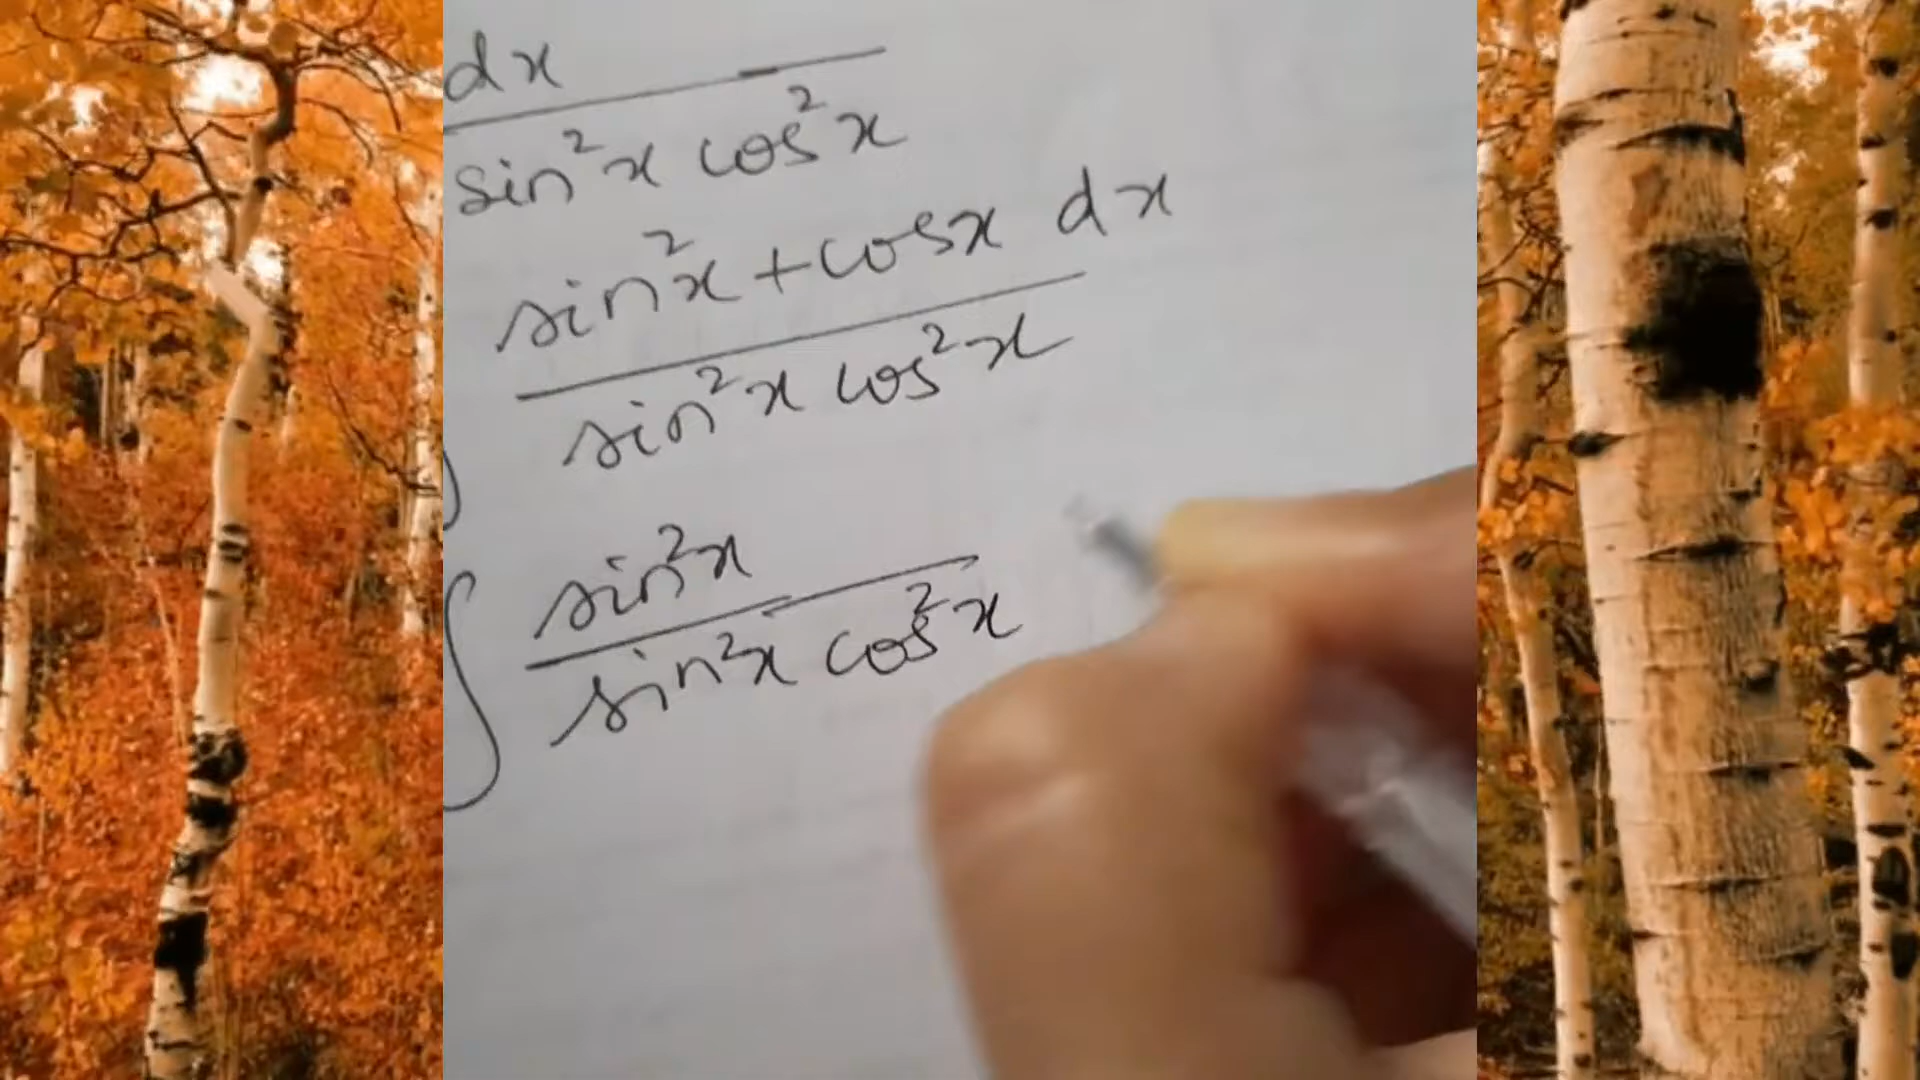 dx
sin²x cos²x
sin²x + cosx dx
sin²x cos²x
∫ sin²x
sin²x cos²x